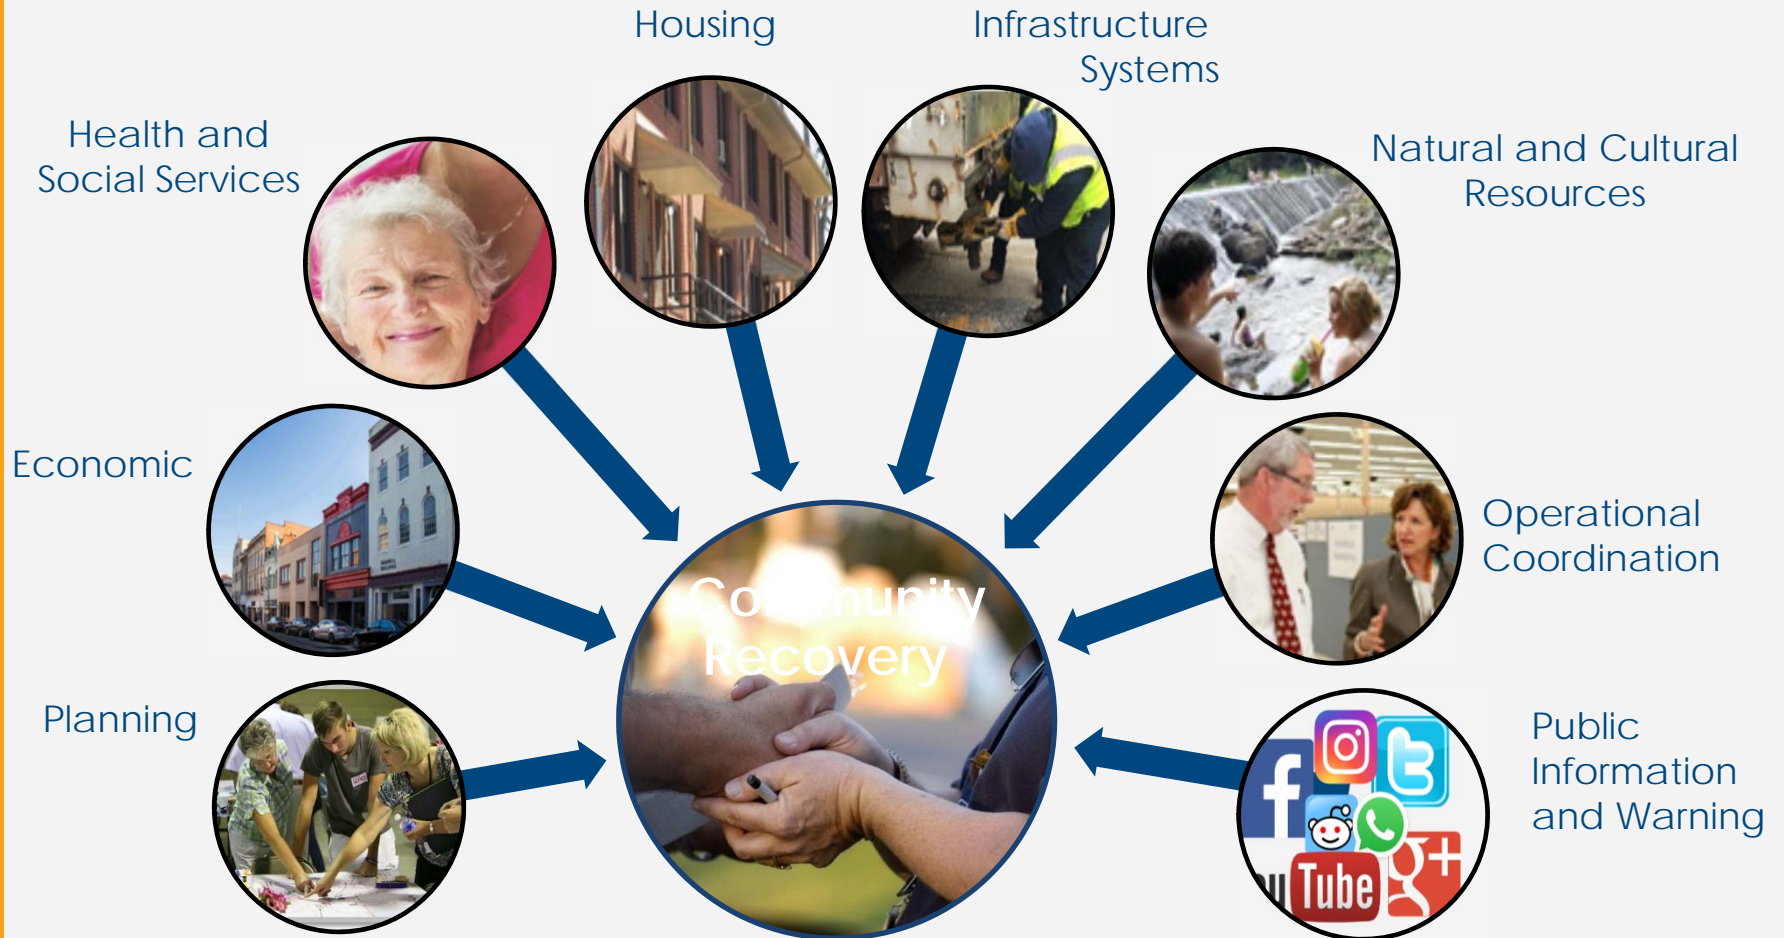 Housing
Infrastructure
Systems
Health and
Social Services
Natural and Cultural
Resources
Economic
Operational
Coordination
Community
Recovery
Planning
Public
Information
and Warning
f
t
ou Tube
g+